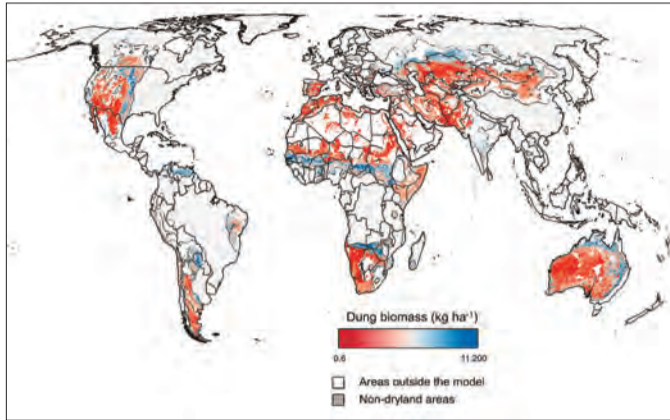 Dung biomass (kg ha⁻¹)
0.6 11.200
Areas outside the model
Non-dryland areas